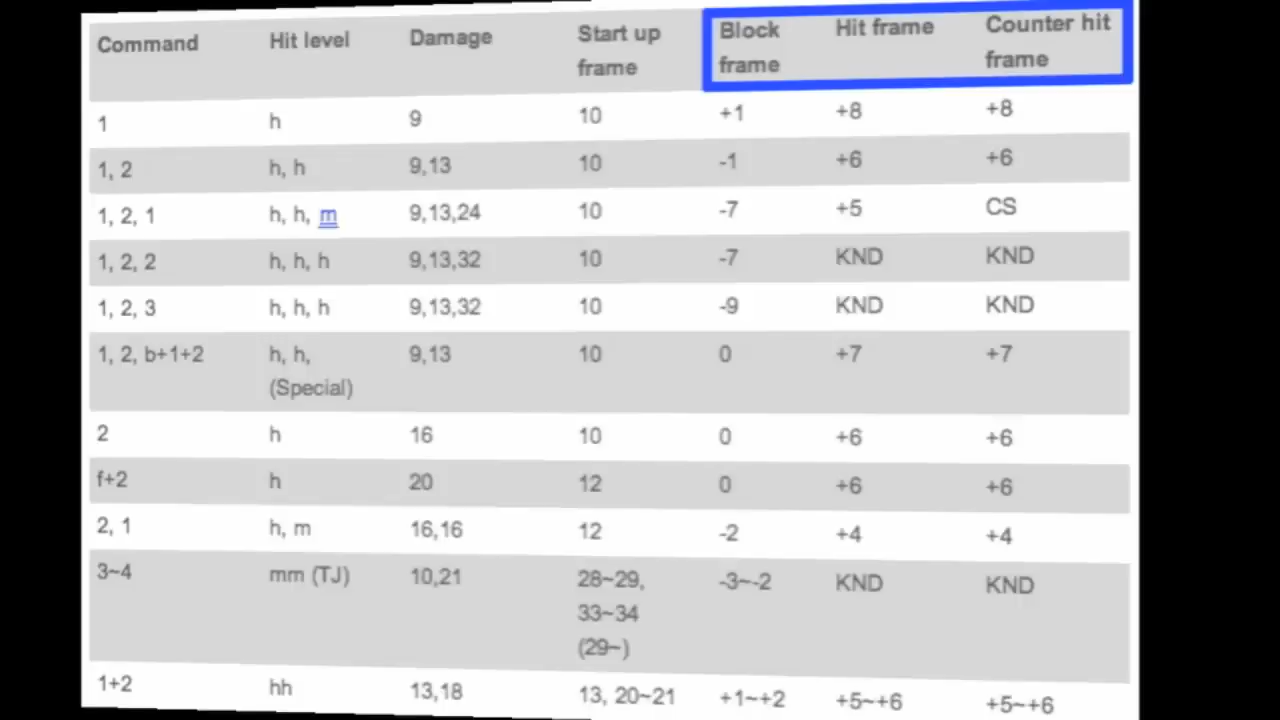 Command Hit level Damage Start up frame Block frame Hit frame Counter hit frame
1 h 9 10 +1 +8 +8
1, 2 h, h 9,13 10 -1 +6 +6
1, 2, 1 h, h, m 9,13,24 10 -7 +5 CS
1, 2, 2 h, h, h 9,13,32 10 -7 KND KND
1, 2, 3 h, h, h 9,13,32 10 -9 KND KND
1, 2, b+1+2 h, h, (Special) 9,13 10 0 +7 +7
2 h 16 10 0 +6 +6
f+2 h 20 12 0 +6 +6
2, 1 h, m 16,16 12 -2 +4 +4
3~4 mm (TJ) 10,21 28~29, 33~34 (29~) -3~-2 KND KND
1+2 hh 13,18 13, 20~21 +1~+2 +5~+6 +5~+6